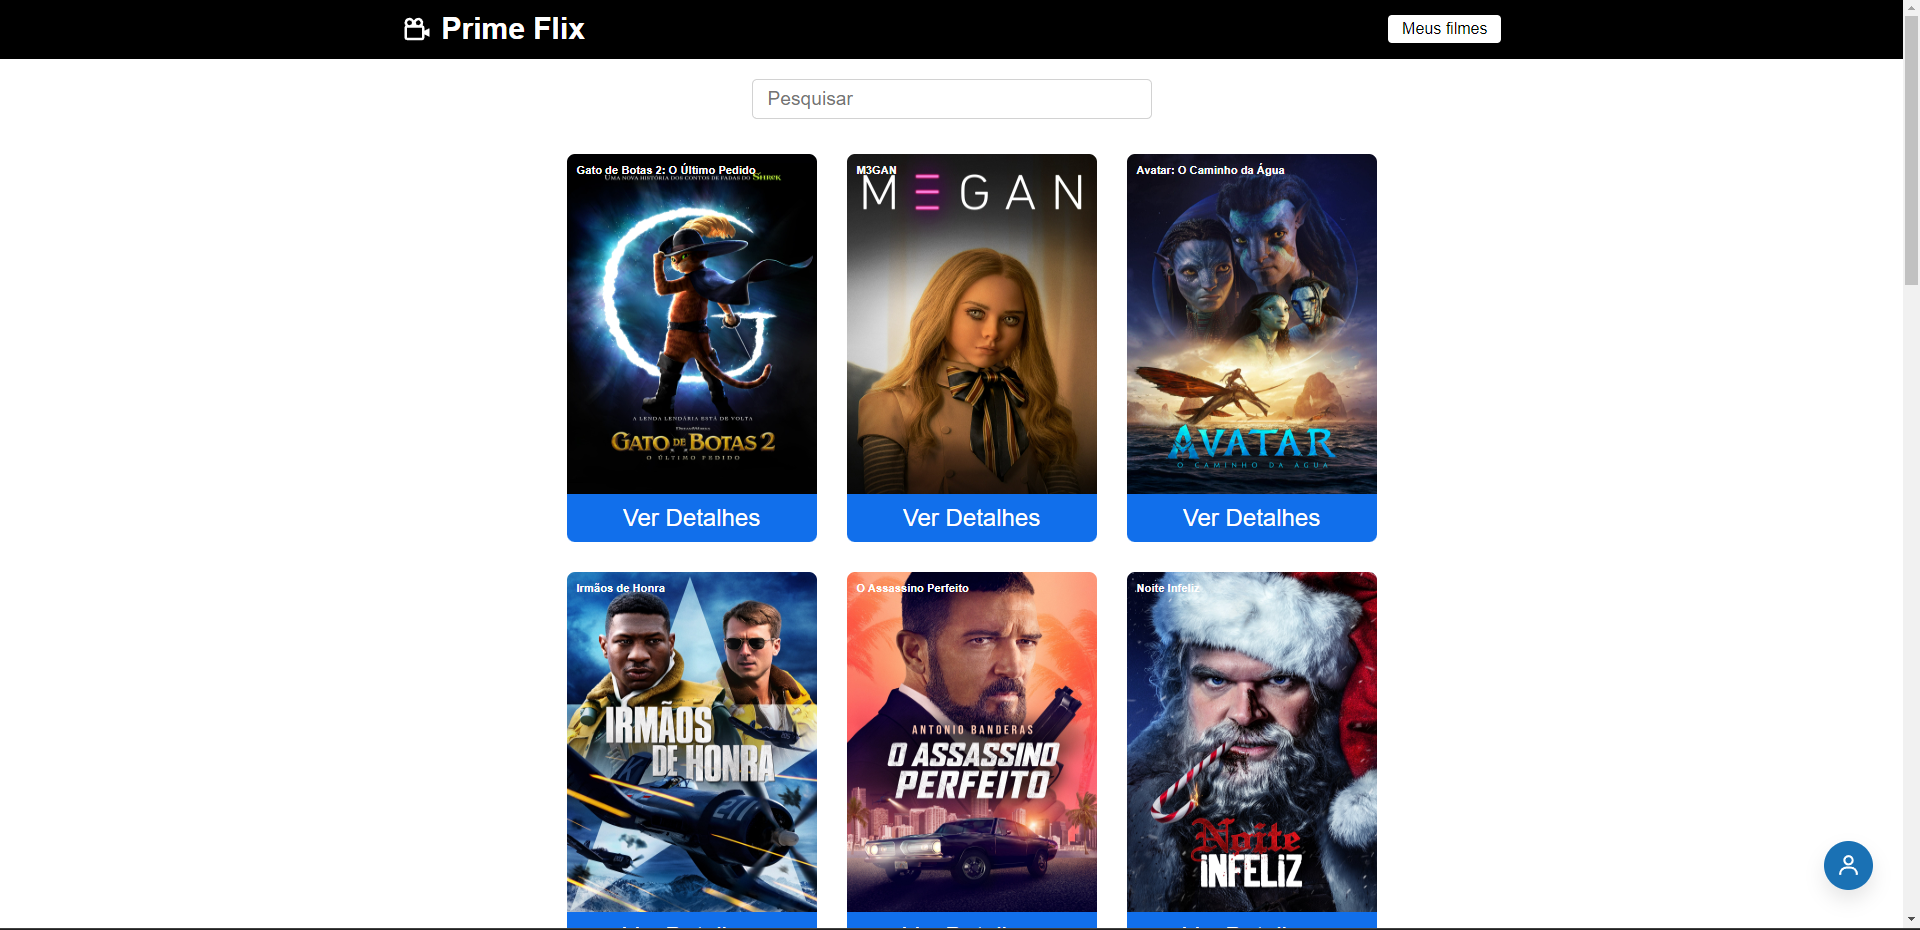 Prime Flix
Meus filmes
Pesquisar
Gato de Botas 2: O Último Pedido
UMA NOVA HISTÓRIA DOS CONTOS DE FADAS DO SHREK
A LENDA LENDÁRIA ESTÁ DE VOLTA
GATO DE BOTAS 2
O ÚLTIMO PEDIDO
Ver Detalhes
M3GAN
M3GAN
Ver Detalhes
Avatar: O Caminho da Água
AVATAR
O CAMINHO DA ÁGUA
Ver Detalhes
Irmãos de Honra
IRMÃOS
DE HONRA
O Assassino Perfeito
ANTONIO BANDERAS
O ASSASSINO
PERFEITO
Noite Infeliz
Noite
INFELIZ